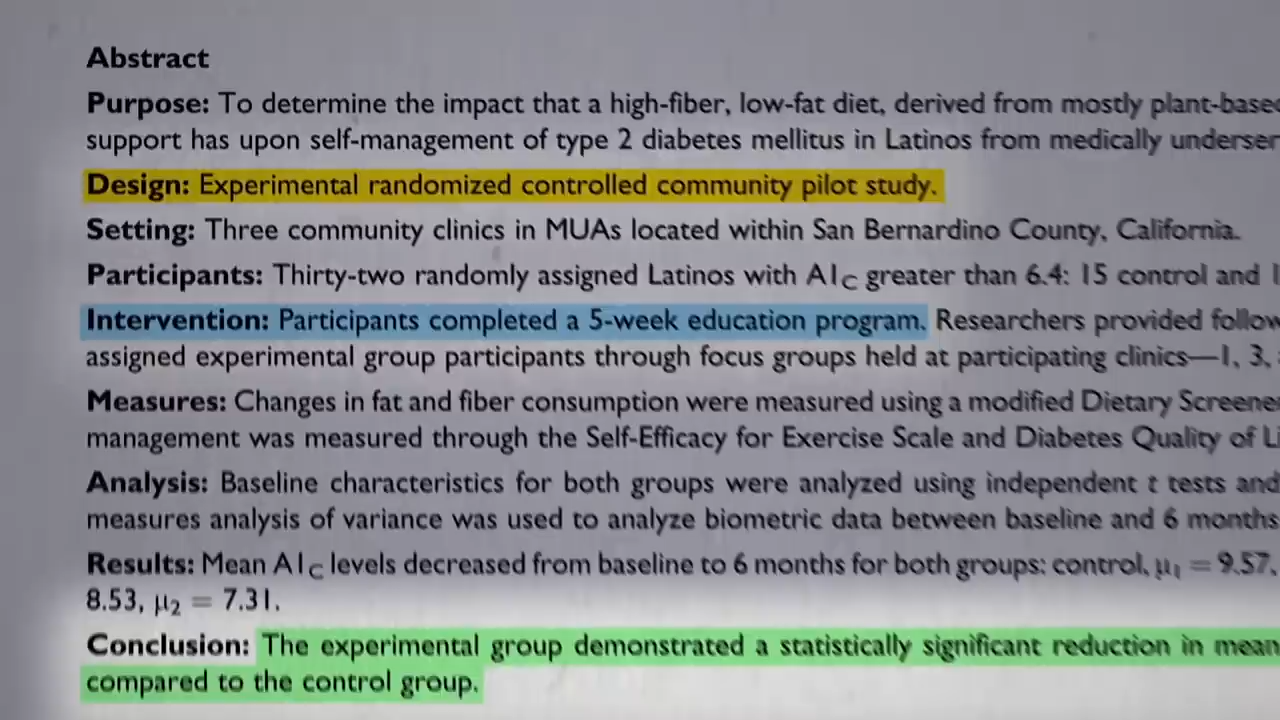 Abstract
Purpose: To determine the impact that a high-fiber, low-fat diet, derived from mostly plant-based
support has upon self-management of type 2 diabetes mellitus in Latinos from medically
Design: Experimental randomized controlled community pilot study.
Setting: Three community clinics in MUAs located within San Bernardino County, California.
Participants: Thirty-two randomly assigned Latinos with A1C greater than 6.4: 15 control and
Intervention: Participants completed a 5-week education program. Researchers provided
assigned experimental group participants through focus groups held at participating clinics—1, 3,
Measures: Changes in fat and fiber consumption were measured using a modified Dietary
management was measured through the Self-Efficacy for Exercise Scale and Diabetes Quality of
Analysis: Baseline characteristics for both groups were analyzed using independent t tests and
measures analysis of variance was used to analyze biometric data between baseline and 6 months
Results: Mean A1C levels decreased from baseline to 6 months for both groups: control, μ1 = 9.57,
8.53, μ2 = 7.31.
Conclusion: The experimental group demonstrated a statistically significant reduction in mean
compared to the control group.